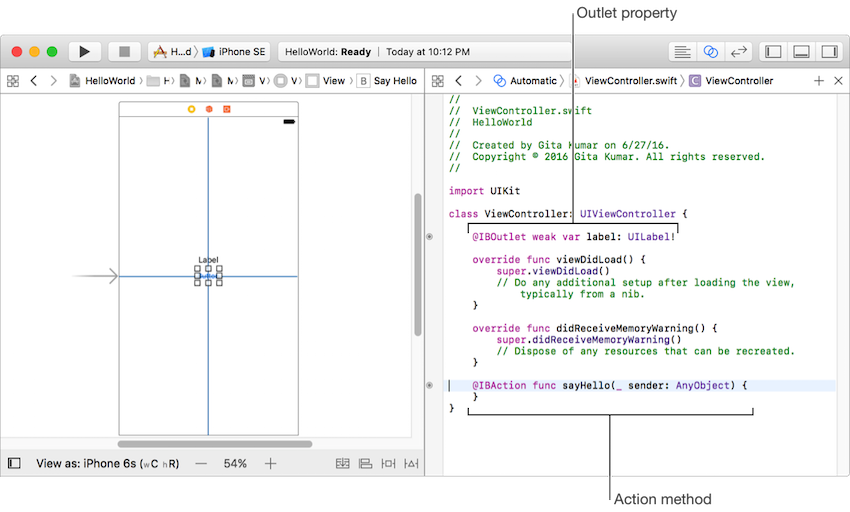 Outlet property
H...d iPhone SE
HelloWorld: Ready | Today at 10:12 PM
HelloWorld H M M V V View B Say Hello
Automatic ViewController.swift C ViewController
//
// ViewController.swift
// HelloWorld
//
// Created by Gita Kumar on 6/27/16.
// Copyright © 2016 Gita Kumar. All rights reserved.
//
import UIKit
class ViewController: UIViewController {
@IBOutlet weak var label: UILabel!
override func viewDidLoad() {
super.viewDidLoad()
// Do any additional setup after loading the view,
typically from a nib.
}
override func didReceiveMemoryWarning() {
super.didReceiveMemoryWarning()
// Dispose of any resources that can be recreated.
}
@IBAction func sayHello(_ sender: AnyObject) {
}
}
Label
Button
View as: iPhone 6s (wC hR) — 54% +
Action method